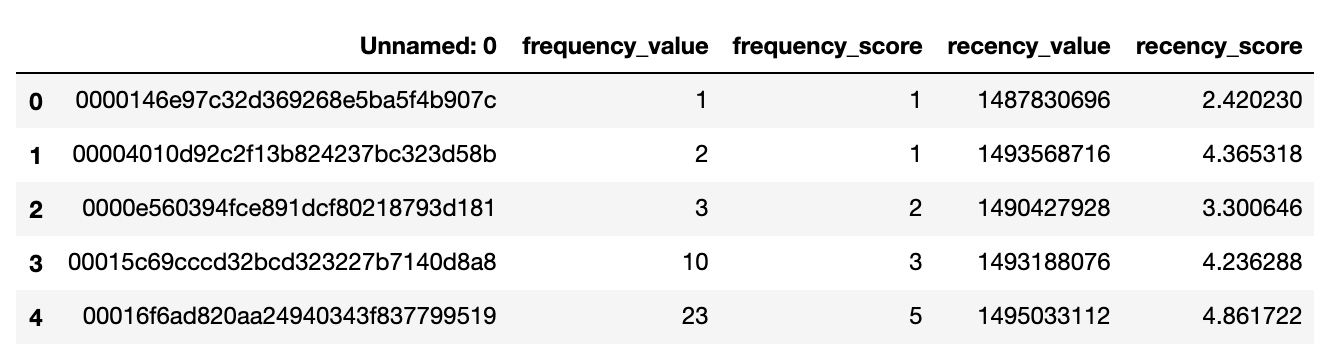 Unnamed: 0 frequency_value frequency_score recency_value recency_score
0 0000146e97c32d369268e5ba5f4b907c 1 1 1487830696 2.420230
1 00004010d92c2f13b824237bc323d58b 2 1 1493568716 4.365318
2 0000e560394fce891dcf80218793d181 3 2 1490427928 3.300646
3 00015c69cccd32bcd323227b7140d8a8 10 3 1493188076 4.236288
4 00016f6ad820aa24940343f837799519 23 5 1495033112 4.861722